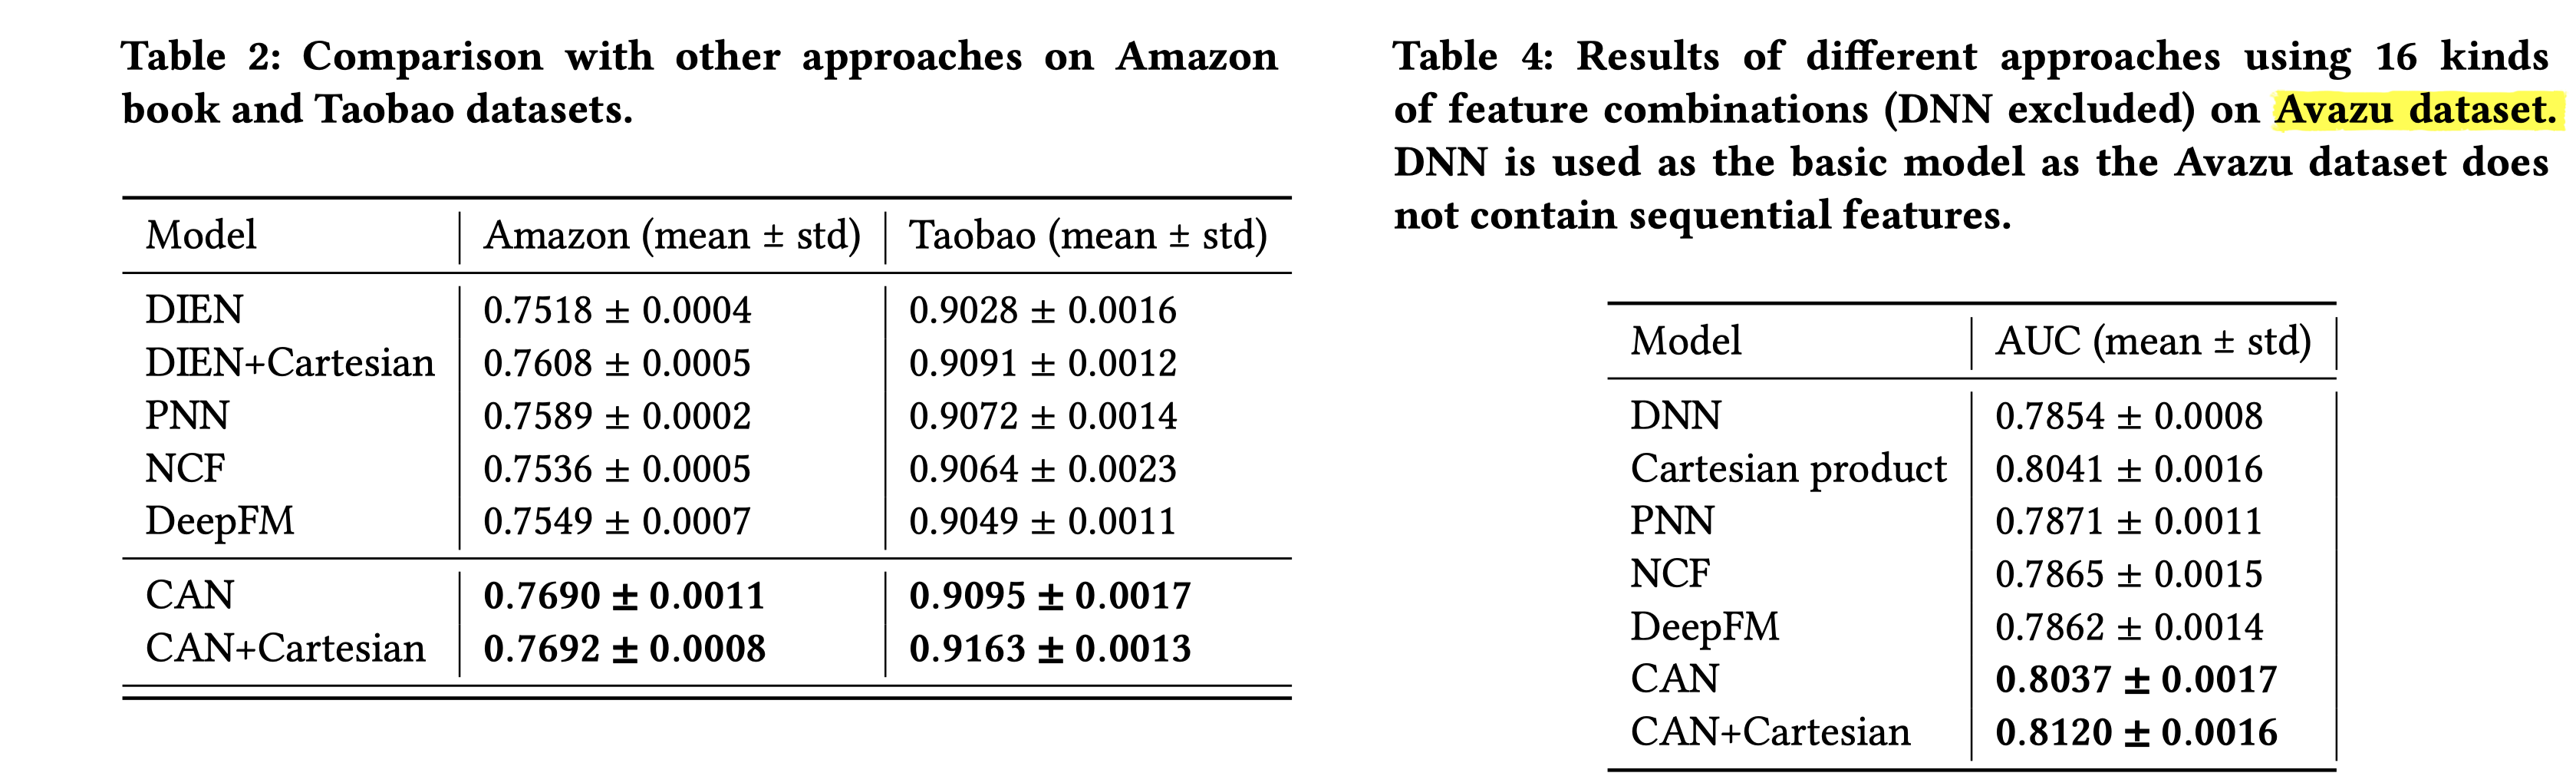 Table 2: Comparison with other approaches on Amazon
book and Taobao datasets.
Model Amazon (mean ± std) Taobao (mean ± std)
DIEN 0.7518 ± 0.0004 0.9028 ± 0.0016
DIEN+Cartesian 0.7608 ± 0.0005 0.9091 ± 0.0012
PNN 0.7589 ± 0.0002 0.9072 ± 0.0014
NCF 0.7536 ± 0.0005 0.9064 ± 0.0023
DeepFM 0.7549 ± 0.0007 0.9049 ± 0.0011
CAN 0.7690 ± 0.0011 0.9095 ± 0.0017
CAN+Cartesian 0.7692 ± 0.0008 0.9163 ± 0.0013
Table 4: Results of different approaches using 16 kinds
of feature combinations (DNN excluded) on Avazu dataset.
DNN is used as the basic model as the Avazu dataset does
not contain sequential features.
Model AUC (mean ± std)
DNN 0.7854 ± 0.0008
Cartesian product 0.8041 ± 0.0016
PNN 0.7871 ± 0.0011
NCF 0.7865 ± 0.0015
DeepFM 0.7862 ± 0.0014
CAN 0.8037 ± 0.0017
CAN+Cartesian 0.8120 ± 0.0016